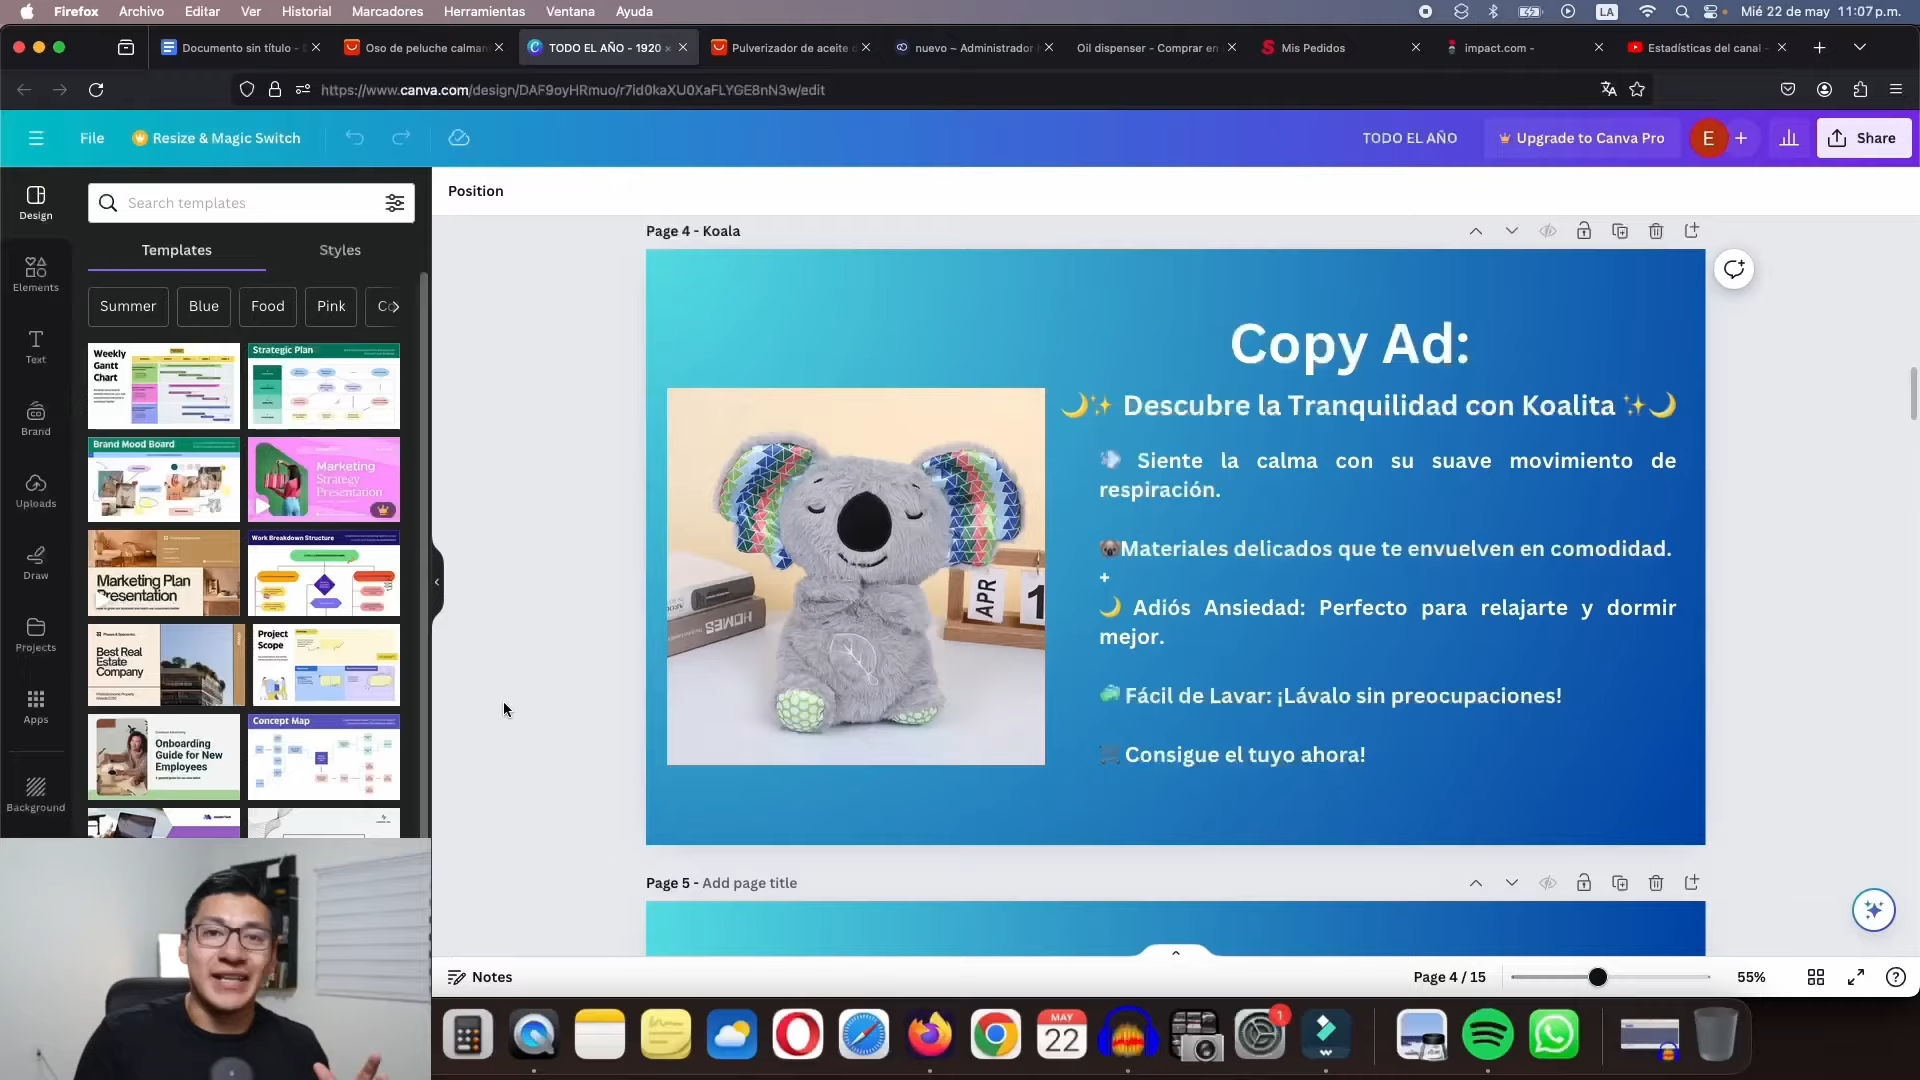 Firefox Archivo Editar Ver Historial Marcadores Herramientas Ventana Ayuda LA Mié 22 de may 11:07 p.m.
Documento sin título - Oso de peluche calman TODO EL AÑO - 1920 Pulverizador de aceite nuevo ~ Administrador Oil dispenser - Comprar en Mis Pedidos impact.com - Estadísticas del canal -
https://www.canva.com/design/DAF9oyHRmuo/r7id0kaXU0XaFLYGE8nN3w/edit
File Resize & Magic Switch TODO EL AÑO Upgrade to Canva Pro E + Share
Position
Design
Elements
Text
Brand
Uploads
Draw
Projects
Apps
Background
Search templates
Templates Styles
Summer Blue Food Pink Co
Weekly
Gantt
Chart
Strategic Plan
Brand Mood Board
Marketing
Strategy
Presentation
Marketing Plan
Presentation
Work Breakdown Structure
Best Real
Estate
Company
Project
Scope
Onboarding
Guide for New
Employees
Concept Map
Page 4 - Koala
Copy Ad:
🌙✨ Descubre la Tranquilidad con Koalita ✨🌙
💨 Siente la calma con su suave movimiento de
respiración.
🐨Materiales delicados que te envuelven en comodidad.
+
🌙 Adiós Ansiedad: Perfecto para relajarte y dormir
mejor.
🧼Fácil de Lavar: ¡Lávalo sin preocupaciones!
🛒Consigue el tuyo ahora!
HOMES
APR 1
Page 5 - Add page title
Notes Page 4 / 15 55%
MAY
22
1